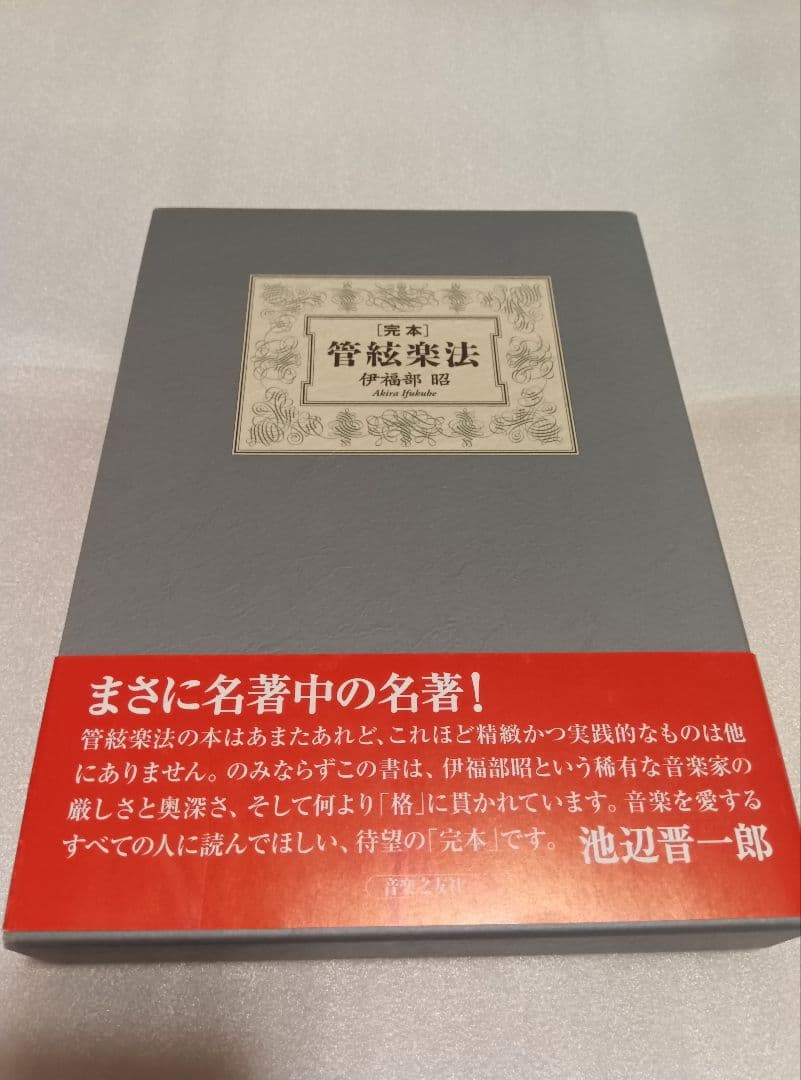 [完本]
管絃楽法
伊福部 昭
Akira Ifukube
まさに名著中の名著!
管絃楽法の本はあまたあれど、これほど精緻かつ実践的なものは他
にありません。のみならずこの書は、伊福部昭という稀有な音楽家の
厳しさと奥深さ、そして何より「格」に貫かれています。音楽を愛する
すべての人に読んでほしい、待望の「完本」です。 池辺晋一郎
音楽之友社